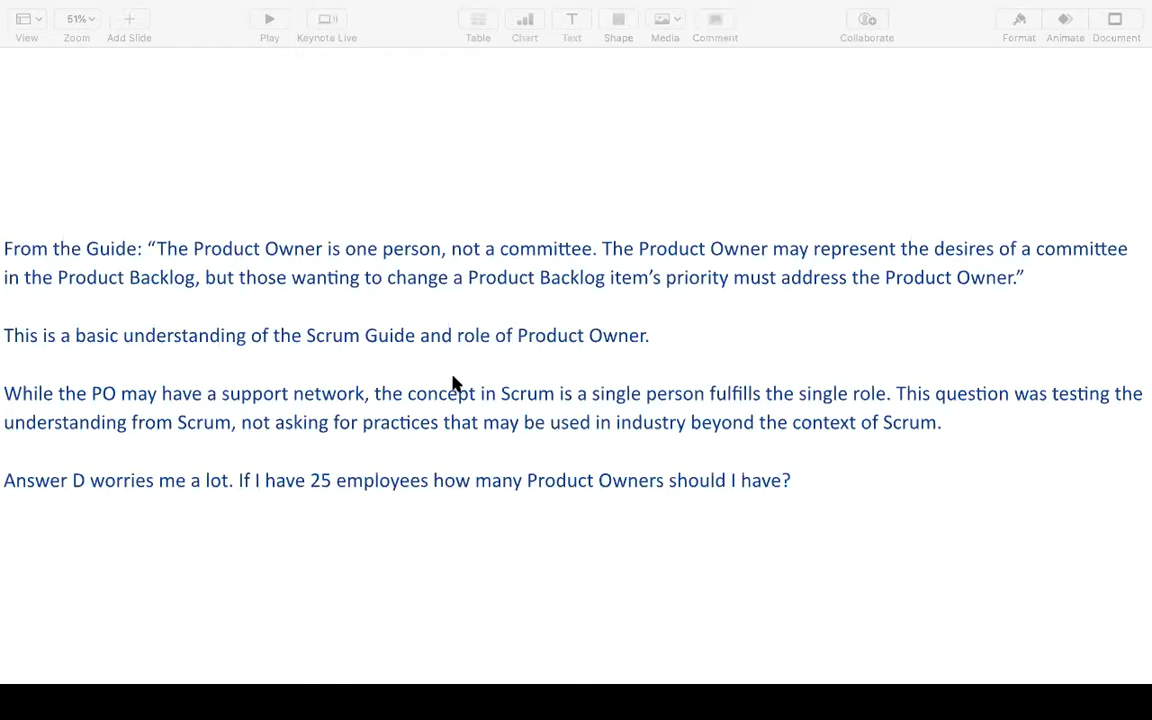 51%
View
Zoom
Add Slide
Play
Keynote Live
Table
Chart
Text
Shape
Media
Comment
Collaborate
Format
Animate
Document
From the Guide: “The Product Owner is one person, not a committee. The Product Owner may represent the desires of a committee
in the Product Backlog, but those wanting to change a Product Backlog item’s priority must address the Product Owner.”
This is a basic understanding of the Scrum Guide and role of Product Owner.
While the PO may have a support network, the concept in Scrum is a single person fulfills the single role. This question was testing the
understanding from Scrum, not asking for practices that may be used in industry beyond the context of Scrum.
Answer D worries me a lot. If I have 25 employees how many Product Owners should I have?